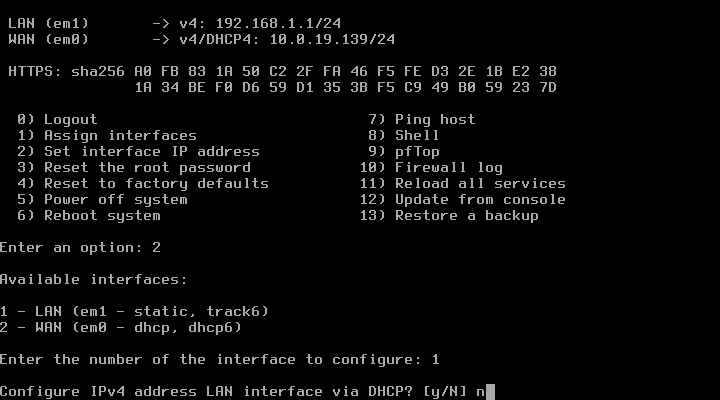 LAN (em1)       -> v4: 192.168.1.1/24
WAN (em0)       -> v4/DHCP4: 10.0.19.139/24
HTTPS: sha256 A0 FB 83 1A 50 C2 2F FA 46 F5 FE D3 2E 1B E2 38
1A 34 BE F0 D6 59 D1 35 3B F5 C9 49 B0 59 23 7D
0) Logout                              7) Ping host
1) Assign interfaces                   8) Shell
2) Set interface IP address            9) pfTop
3) Reset the root password            10) Firewall log
4) Reset to factory defaults          11) Reload all services
5) Power off system                   12) Update from console
6) Reboot system                      13) Restore a backup
Enter an option: 2
Available interfaces:
1 - LAN (em1 - static, track6)
2 - WAN (em0 - dhcp, dhcp6)
Enter the number of the interface to configure: 1
Configure IPv4 address LAN interface via DHCP? [y/N] n